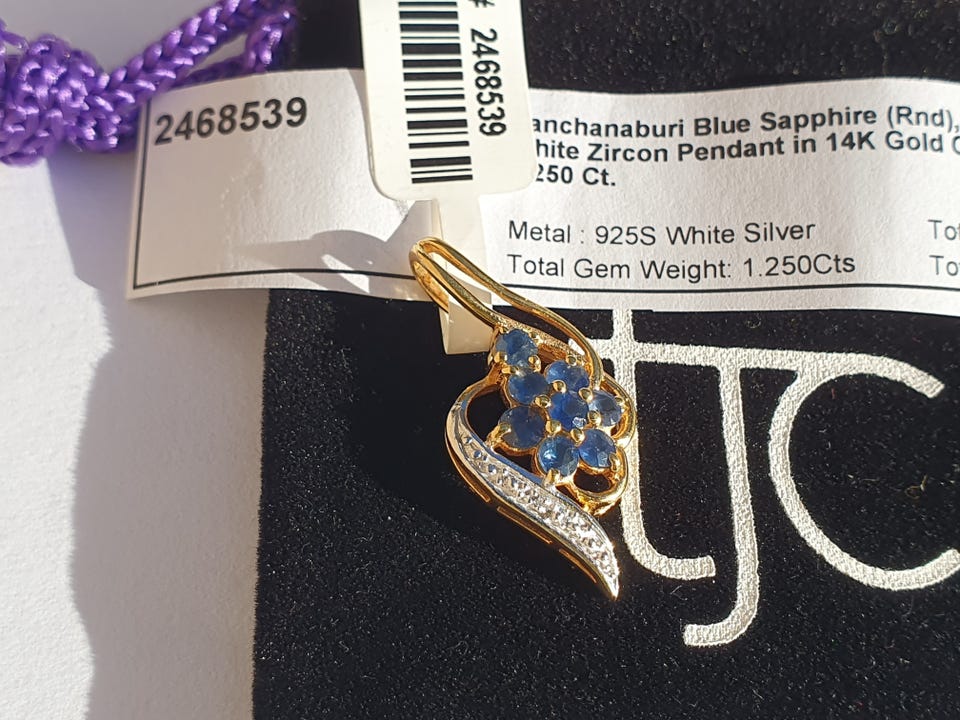 # 2468539
2468539
anchanaburi Blue Sapphire (Rnd),
hite Zircon Pendant in 14K Gold
250 Ct.
Metal : 925S White Silver
Total Gem Weight: 1.250Cts
tjc